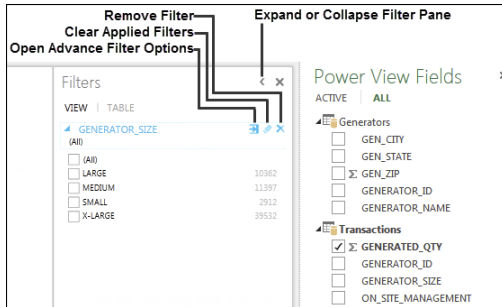 Remove Filter
Expand or Collapse Filter Pane
Clear Applied Filters
Open Advance Filter Options
Filters
VIEW | TABLE
GENERATOR_SIZE
(All)
(All)
LARGE 10362
MEDIUM 11397
SMALL 2912
X-LARGE 39532
Power View Fields
ACTIVE | ALL
Generators
GEN_CITY
GEN_STATE
Σ GEN_ZIP
GENERATOR_ID
GENERATOR_NAME
Transactions
Σ GENERATED_QTY
GENERATOR_ID
GENERATOR_SIZE
ON_SITE_MANAGEMENT